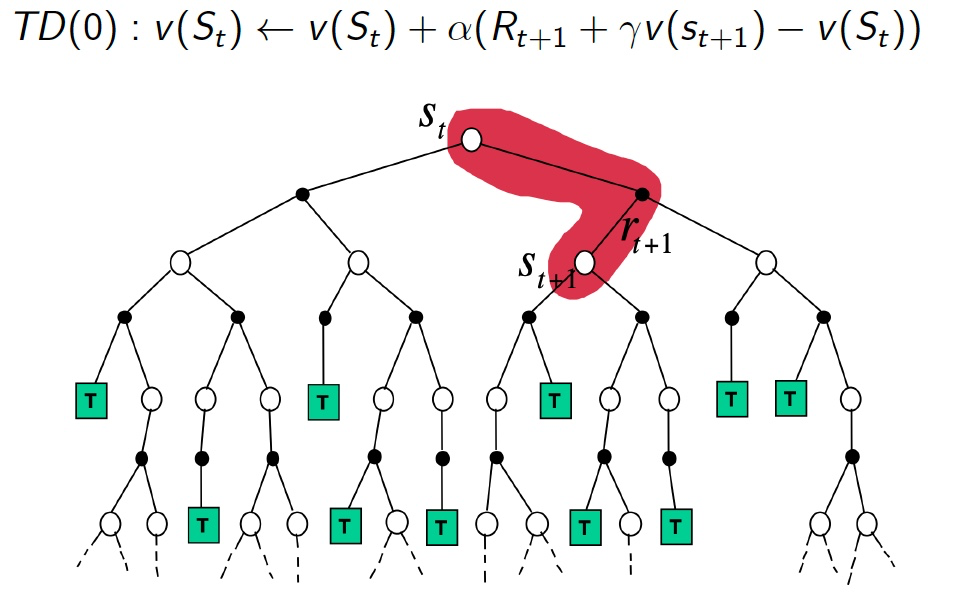 TD(0) : v(S_t) ← v(S_t) + α(R_{t+1} + γv(s_{t+1}) − v(S_t))
s_t
r_{t+1}
s_{t+1}
T T T T T
T T T T T